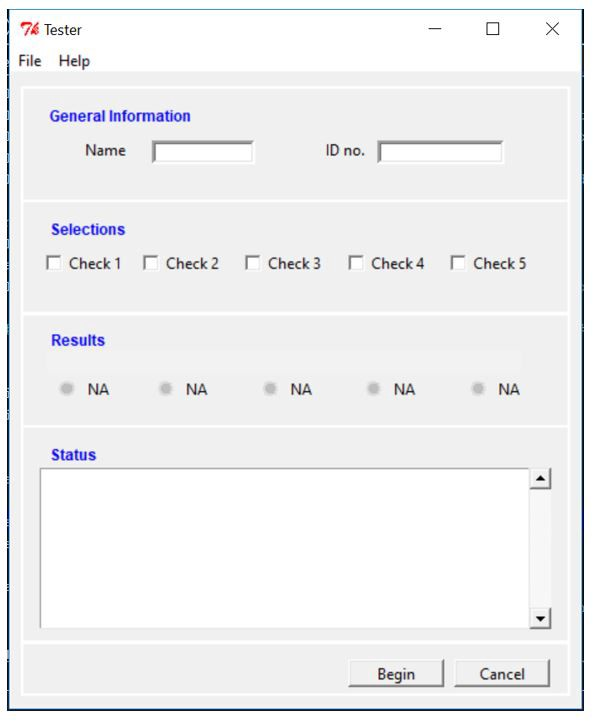 Tester
File Help
General Information
Name ID no.
Selections
Check 1 Check 2 Check 3 Check 4 Check 5
Results
NA NA NA NA NA
Status
Begin Cancel